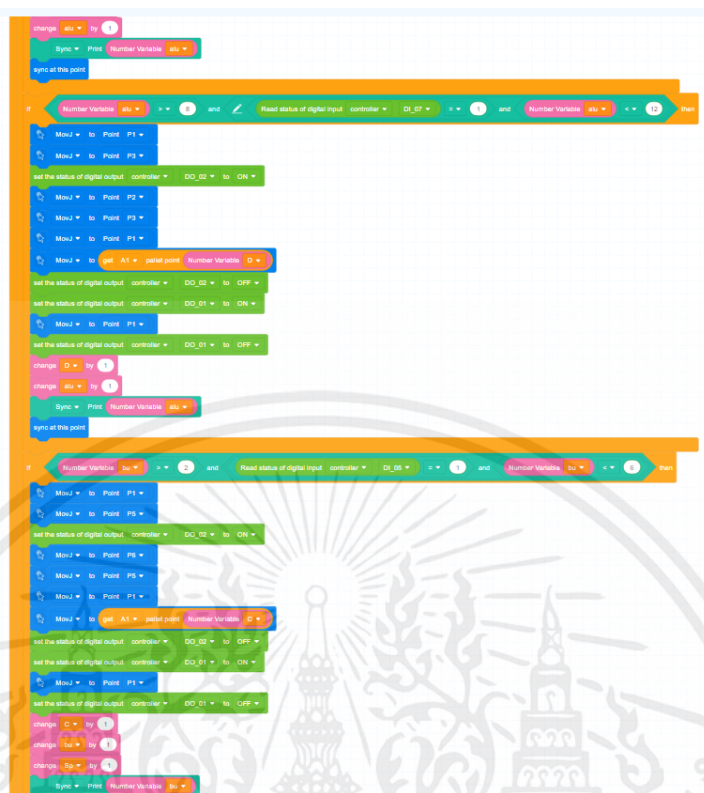 change alu by 1
Sync Print Number Variable alu
sync at this point
if Number Variable alu > 8 and Read status of digital input controller DI_07 = 1 and Number Variable alu < 12 then
MovJ to Point P1
MovJ to Point P3
set the status of digital output controller DO_02 to ON
MovJ to Point P2
MovJ to Point P3
MovJ to Point P1
MovJ to get A1 pallet point Number Variable D
set the status of digital output controller DO_02 to OFF
set the status of digital output controller DO_01 to ON
MovJ to Point P1
set the status of digital output controller DO_01 to OFF
change D by 1
change alu by 1
Sync Print Number Variable alu
sync at this point
if Number Variable bu > 2 and Read status of digital input controller = 1 and Number Variable bu < 6 then
MovJ to Point P1
MovJ to Point P5
set the status of digital output controller DO_02 to ON
MovJ to Point P6
MovJ to Point P5
MovJ to Point P1
MovJ to get A1 pallet point Number Variable C
set the status of digital output controller DO_02 to OFF
set the status of digital output controller DO_01 to ON
MovJ to Point P1
set the status of digital output controller DO_01 to OFF
change C by 1
change bu by 1
change Sp by 1
Sync Print Number Variable bu